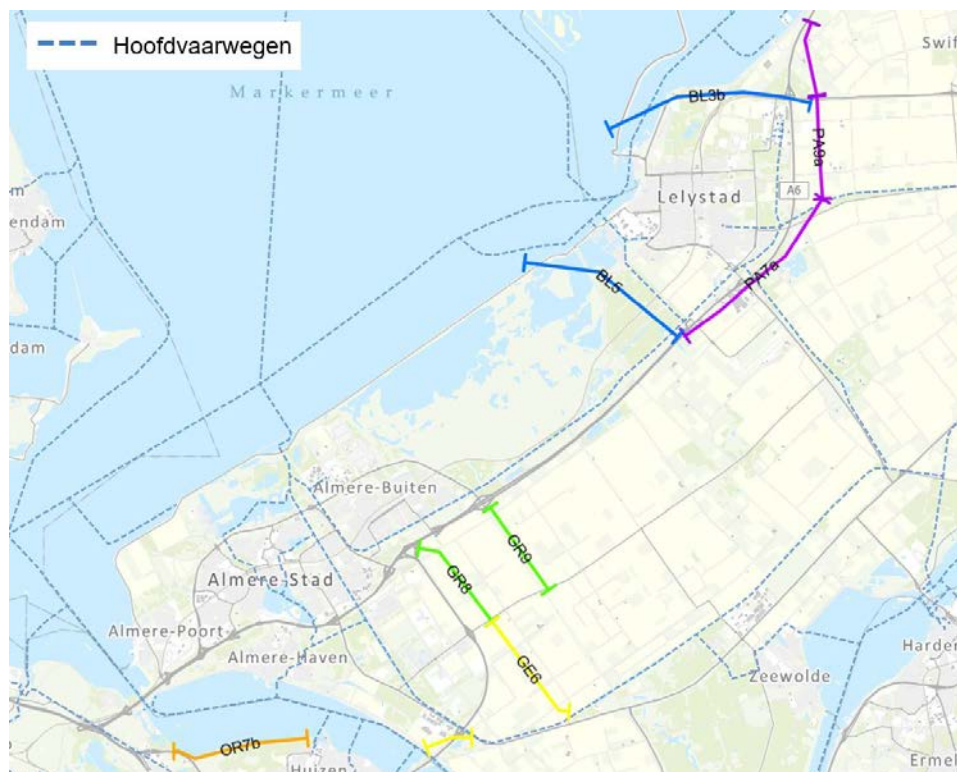 Hoofdvaarwegen
Swif
Markermeer
BL3b
PA9a
m
endam
Lelystad
A6
BL5
PA7a
dam
Almere-Buiten
GR9
Almere-Stad
GR8
Almere-Poort
Almere-Haven
GE6
Zeewolde
Harder
OR7b
Huizen
Ermel